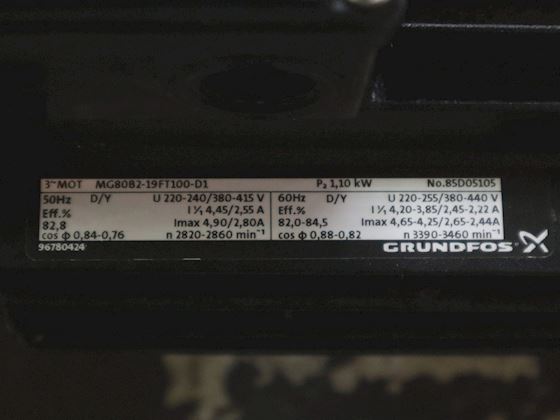 3~MOT MG80B2-19FT100-D1 P₂ 1,10 kW No.85D05105
50Hz D/Y U 220-240/380-415 V
Eff.% I 1/1 4,45/2,55 A
82,8 Imax 4,90/2,80A
cos φ 0,84-0,76 n 2820-2860 min⁻¹
60Hz D/Y U 220-255/380-440 V
Eff.% I 1/1 4,20-3,85/2,45-2,22 A
82,0-84,5 Imax 4,65-4,25/2,65-2,44A
cos φ 0,88-0,82 n 3390-3460 min⁻¹
96780424
GRUNDFOS